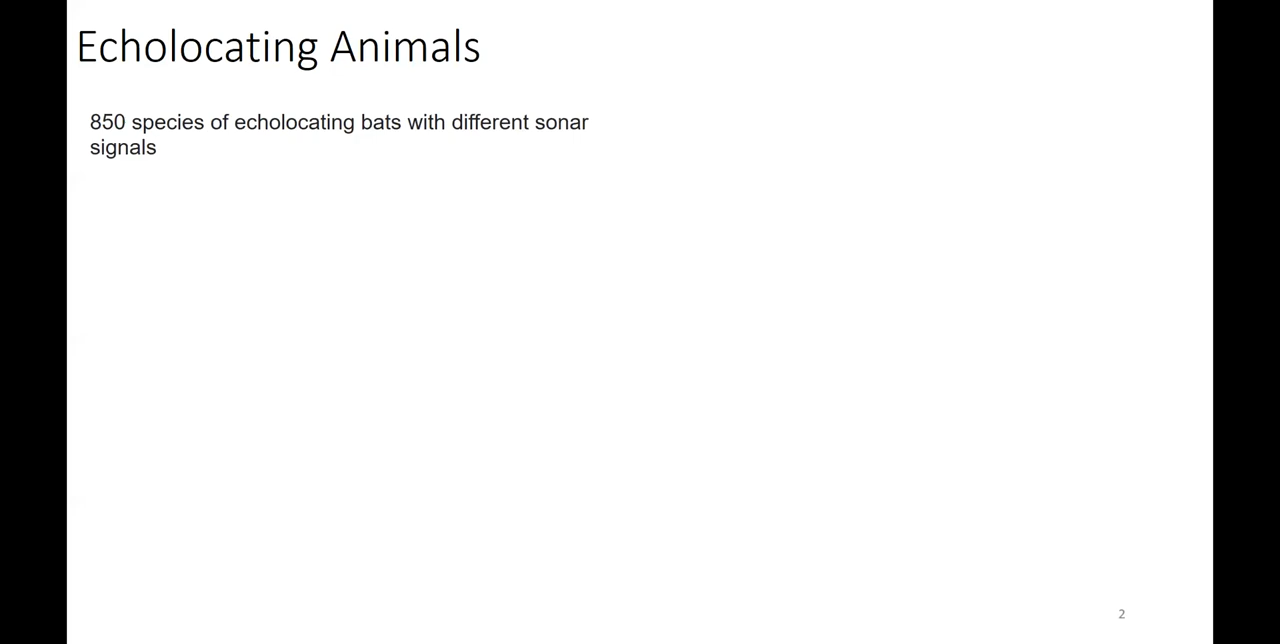 Echolocating Animals
850 species of echolocating bats with different sonar
signals
2